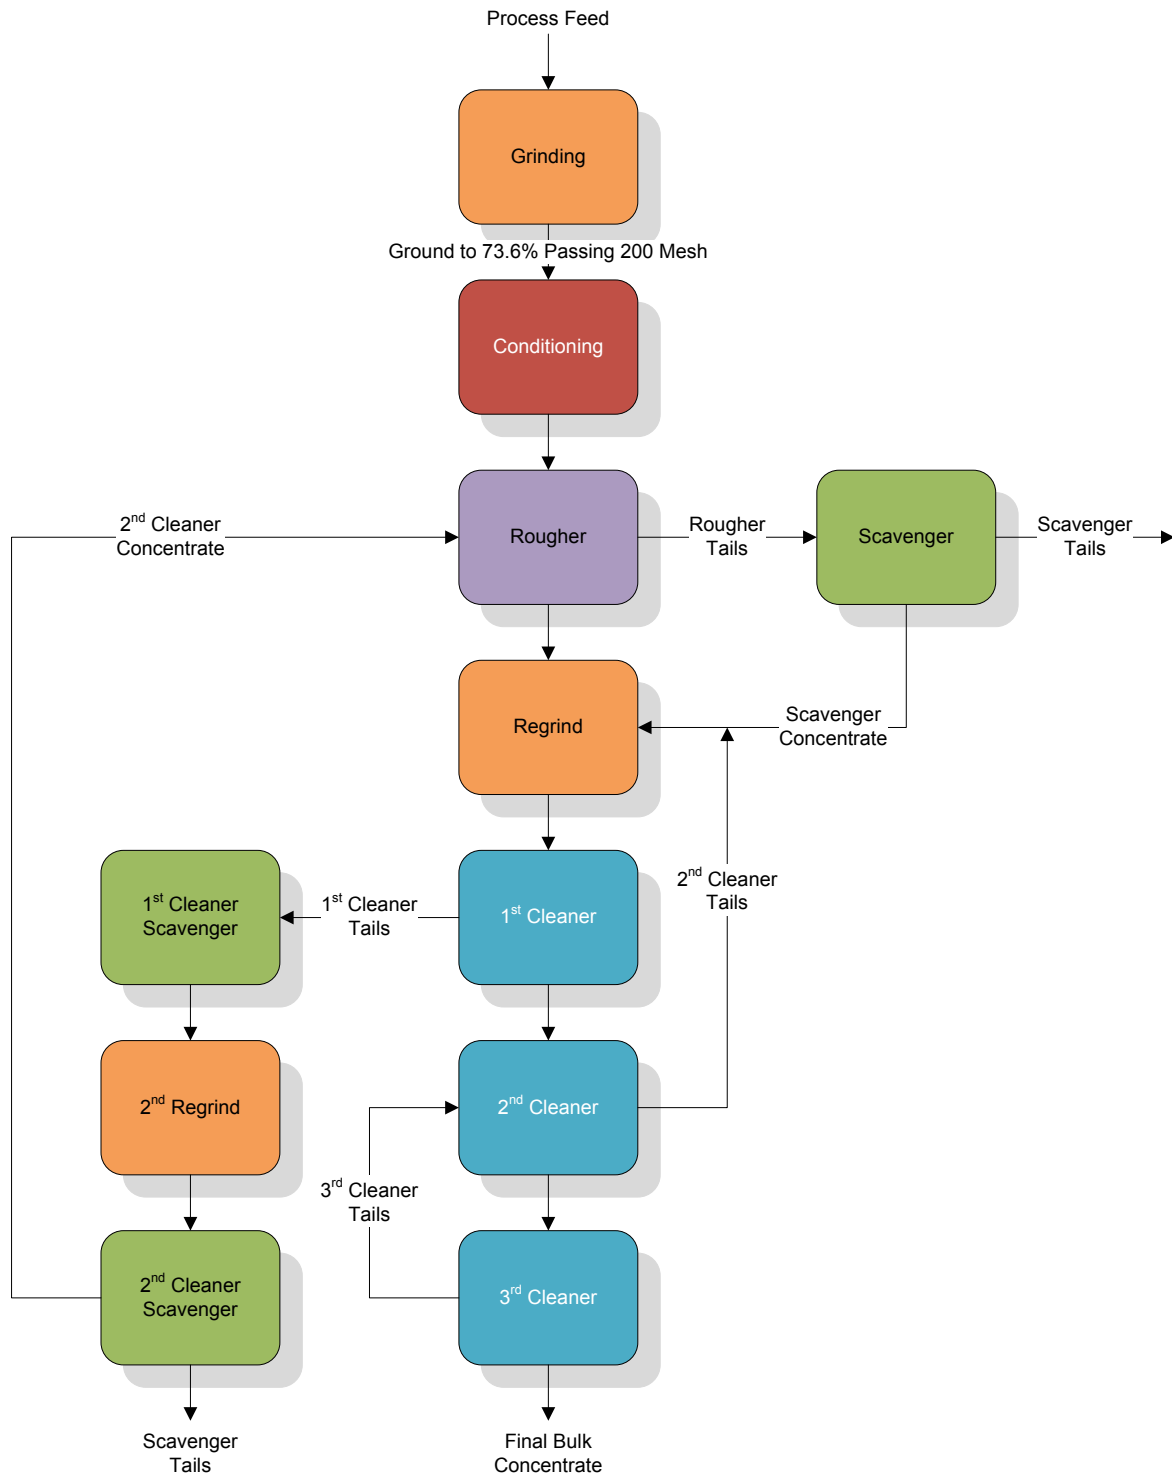 Process Feed
Grinding
Ground to 73.6% Passing 200 Mesh
Conditioning
2nd Cleaner
Concentrate
Rougher
Rougher
Tails
Scavenger
Scavenger
Tails
Regrind
Scavenger
Concentrate
1st Cleaner
Scavenger
1st Cleaner
Tails
1st Cleaner
2nd Cleaner
Tails
2nd Regrind
2nd Cleaner
3rd Cleaner
Tails
2nd Cleaner
Scavenger
3rd Cleaner
Scavenger
Tails
Final Bulk
Concentrate